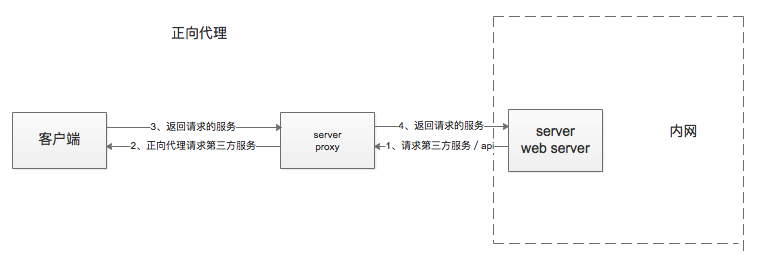 正向代理
客户端
3、返回请求的服务
2、正向代理请求第三方服务
server
proxy
4、返回请求的服务
1、请求第三方服务 / api
server
web server
内网